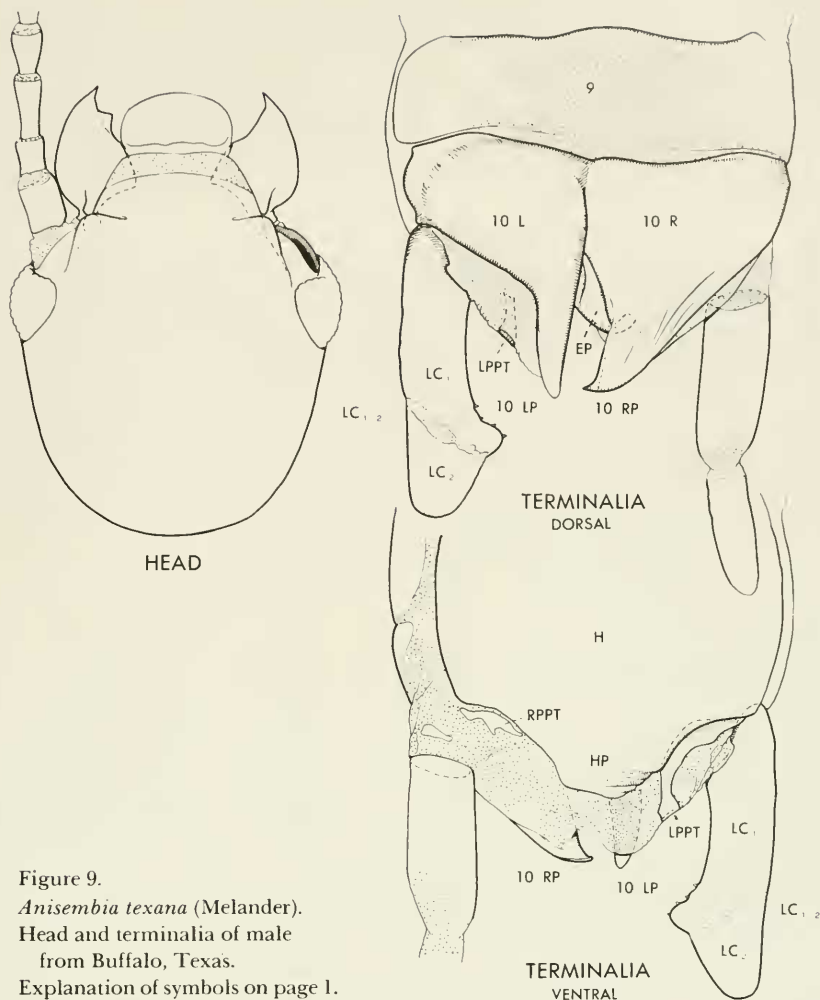 9
10 L
10 R
EP
LPPT
LC₁
LC₁ ₂
10 LP
10 RP
LC₂
TERMINALIA
DORSAL
HEAD
H
RPPT
HP
LPPT
LC₁
10 RP
10 LP
LC₁ ₂
LC₂
TERMINALIA
VENTRAL
Figure 9.
Anisembia texana (Melander).
Head and terminalia of male
from Buffalo, Texas.
Explanation of symbols on page 1.